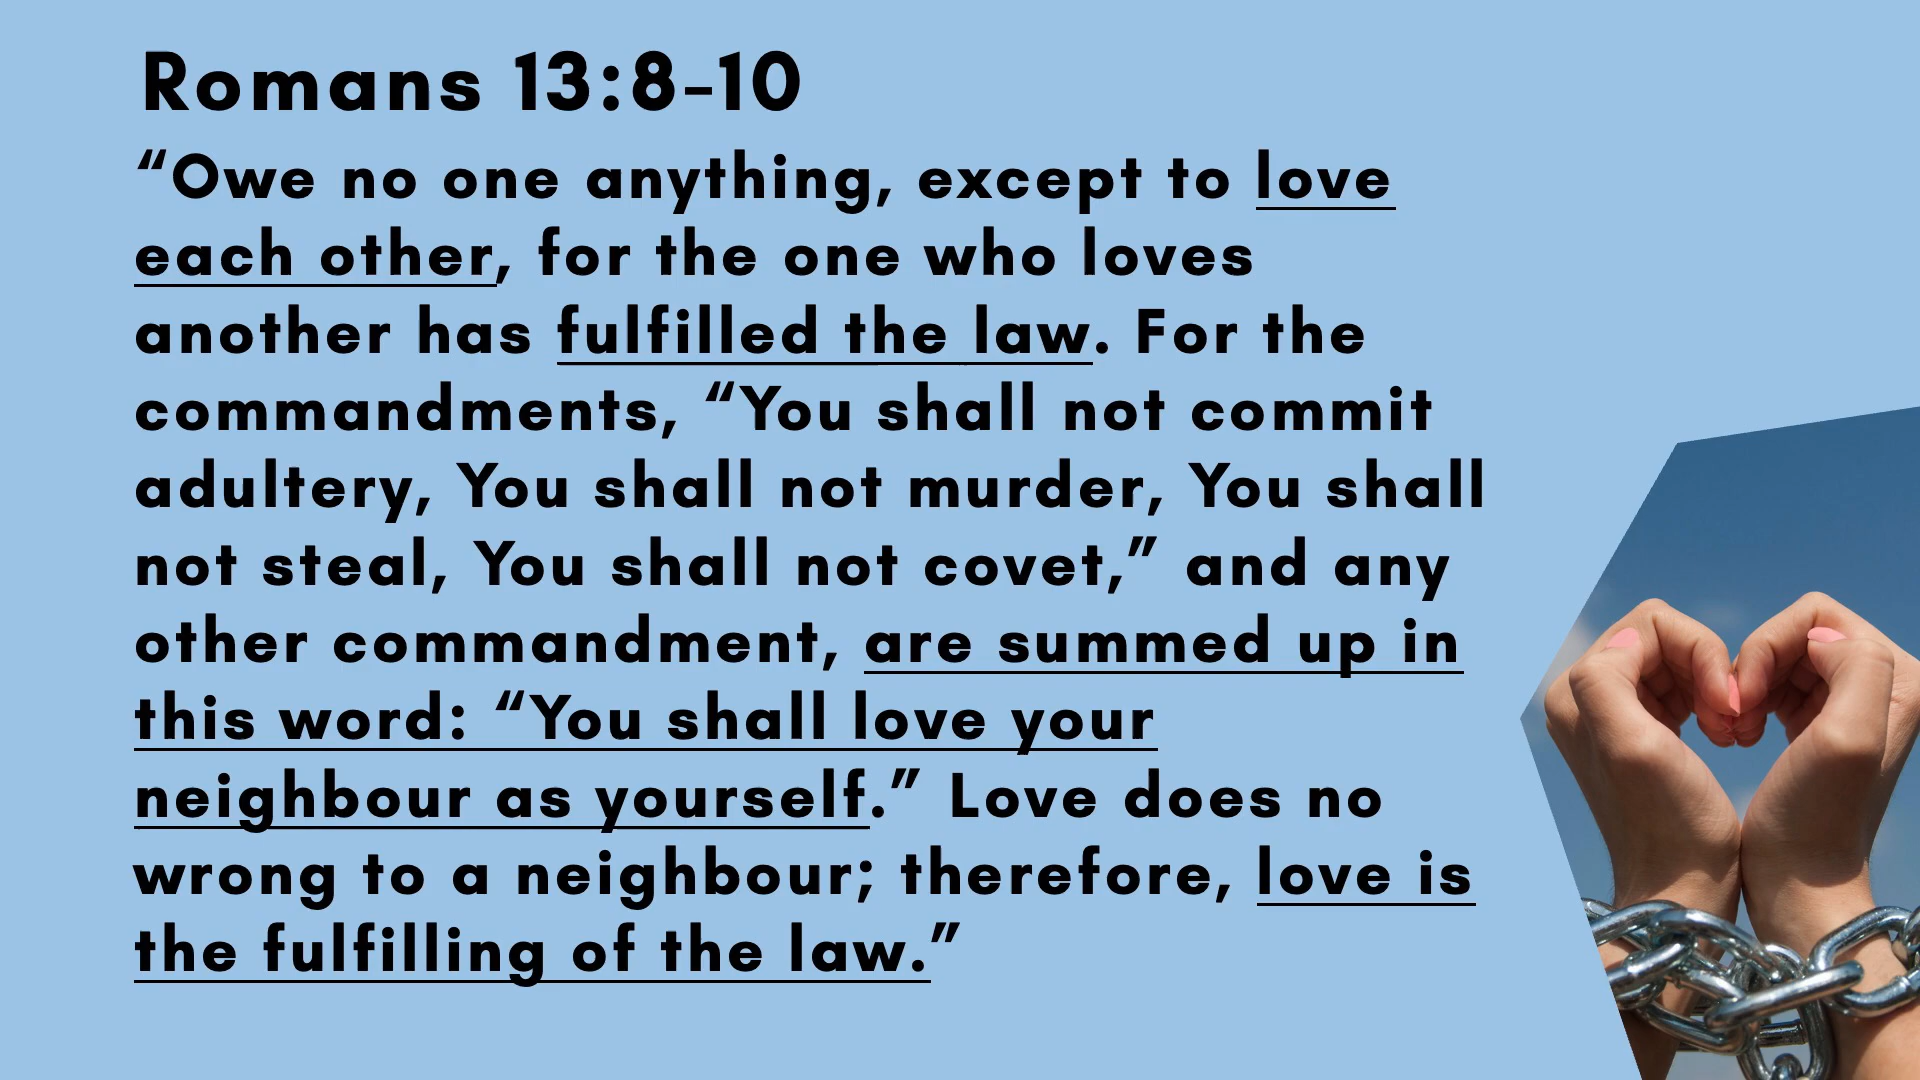 Romans 13:8-10
“Owe no one anything, except to love
each other, for the one who loves
another has fulfilled the law. For the
commandments, “You shall not commit
adultery, You shall not murder, You shall
not steal, You shall not covet,” and any
other commandment, are summed up in
this word: “You shall love your
neighbour as yourself.” Love does no
wrong to a neighbour; therefore, love is
the fulfilling of the law.”